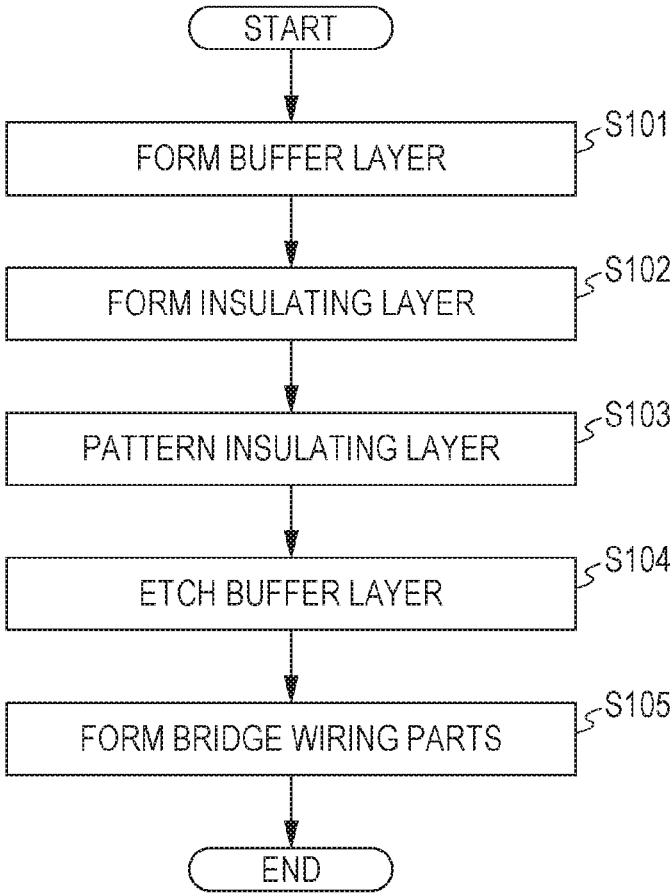 START
FORM BUFFER LAYER
S101
FORM INSULATING LAYER
S102
PATTERN INSULATING LAYER
S103
ETCH BUFFER LAYER
S104
FORM BRIDGE WIRING PARTS
S105
END